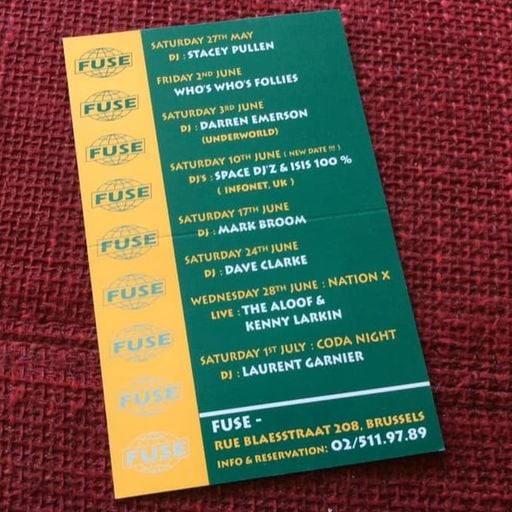 SATURDAY 27TH MAY
DJ : STACEY PULLEN
FRIDAY 2ND JUNE
WHO'S WHO'S FOLLIES
SATURDAY 3RD JUNE
DJ : DARREN EMERSON
(UNDERWORLD)
SATURDAY 10TH JUNE ( NEW DATE !!! )
DJ'S : SPACE DJ'Z & ISIS 100 %
( INFONET, UK )
SATURDAY 17TH JUNE
DJ : MARK BROOM
SATURDAY 24TH JUNE
DJ : DAVE CLARKE
WEDNESDAY 28TH JUNE : NATION X
LIVE : THE ALOOF &
KENNY LARKIN
SATURDAY 1ST JULY : CODA NIGHT
DJ : LAURENT GARNIER
FUSE -
RUE BLAESSTRAAT 208, BRUSSELS
INFO & RESERVATION: 02/511.97.89
FUSE
FUSE
FUSE
FUSE
FUSE
FUSE
FUSE
FUSE
FUSE